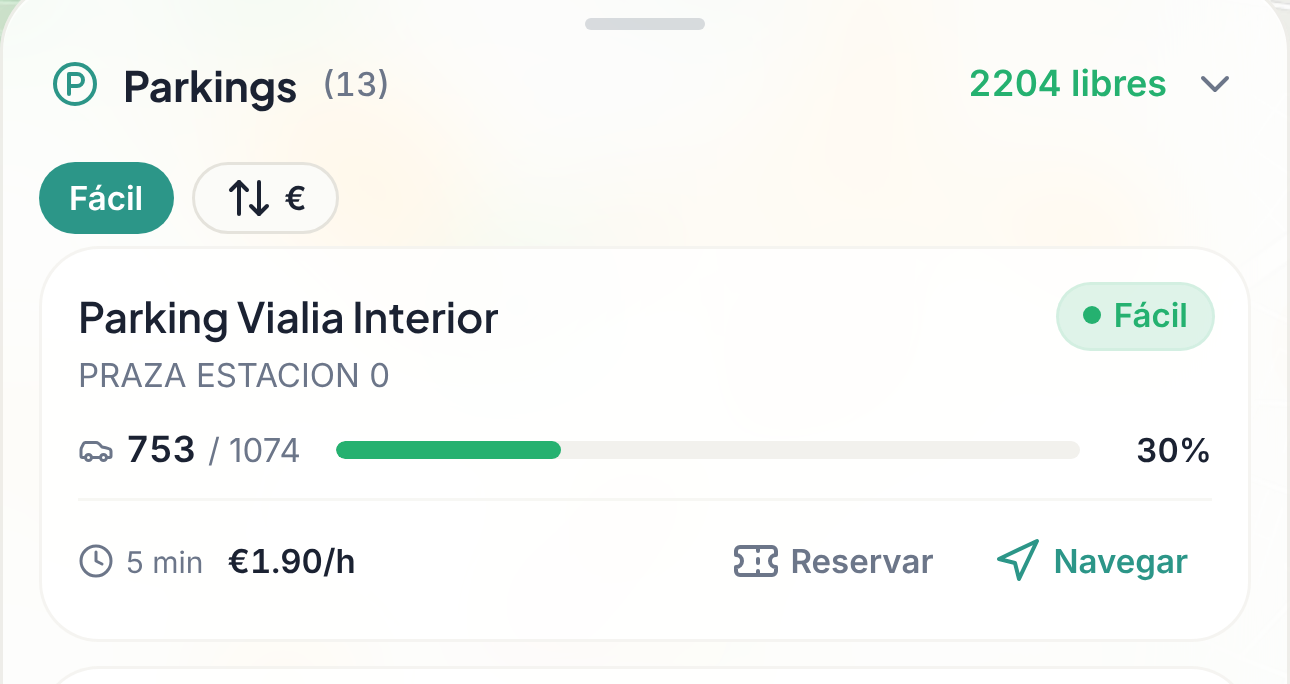 P Parkings (13) 2204 libres
Fácil €
Parking Vialia Interior Fácil
PRAZA ESTACION 0
753 / 1074 30%
5 min €1.90/h Reservar Navegar